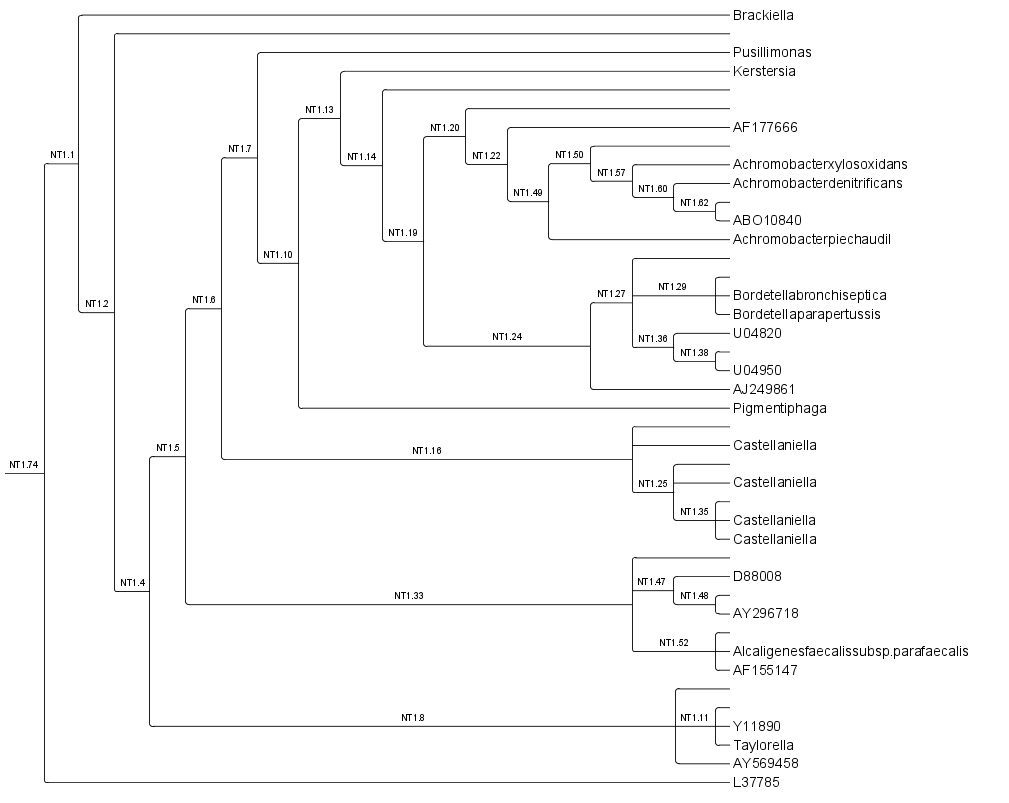 Brackiella
Pusillimonas
Kerstersia
NT1.13
AF177666
NT1.20
NT1.7
NT1.1
NT1.50
NT1.22
NT1.14
Achromobacterxylosoxidans
NT1.57
Achromobacterdenitrificans
NT1.60
NT1.49
NT1.62
ABO10840
NT1.19
Achromobacterpiechaudil
NT1.10
NT1.29
NT1.27
Bordetellabronchiseptica
NT1.6
NT1.2
Bordetellaparapertussis
U04820
NT1.24
NT1.36
NT1.38
U04950
AJ249861
Pigmentiphaga
Castellaniella
NT1.5
NT1.16
NT1.74
Castellaniella
NT1.25
NT1.35
Castellaniella
Castellaniella
D88008
NT1.4
NT1.47
NT1.33
NT1.48
AY296718
NT1.52
Alcaligenesfaecalissubsp.parafaecalis
AF155147
NT1.8
NT1.11
Y11890
Taylorella
AY569458
L37785